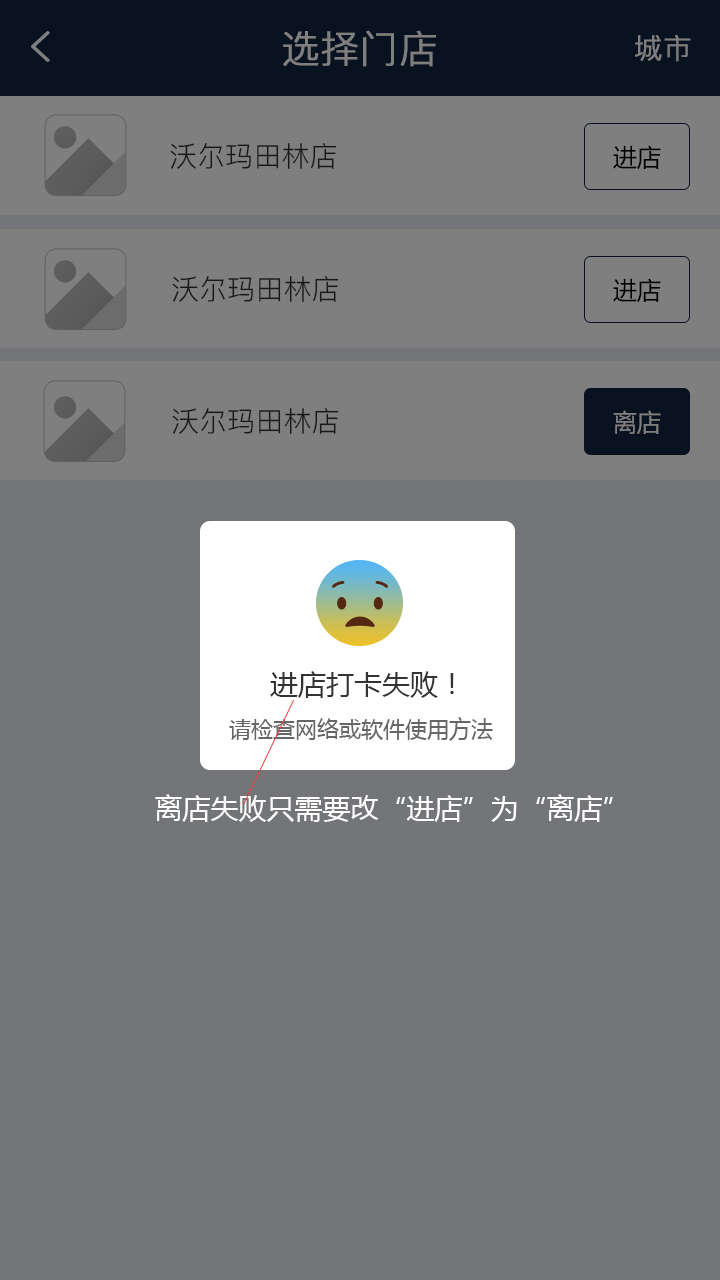 选择门店
城市
沃尔玛田林店
进店
沃尔玛田林店
进店
沃尔玛田林店
离店
进店打卡失败！
请检查网络或软件使用方法
离店失败只需要改“进店”为“离店”